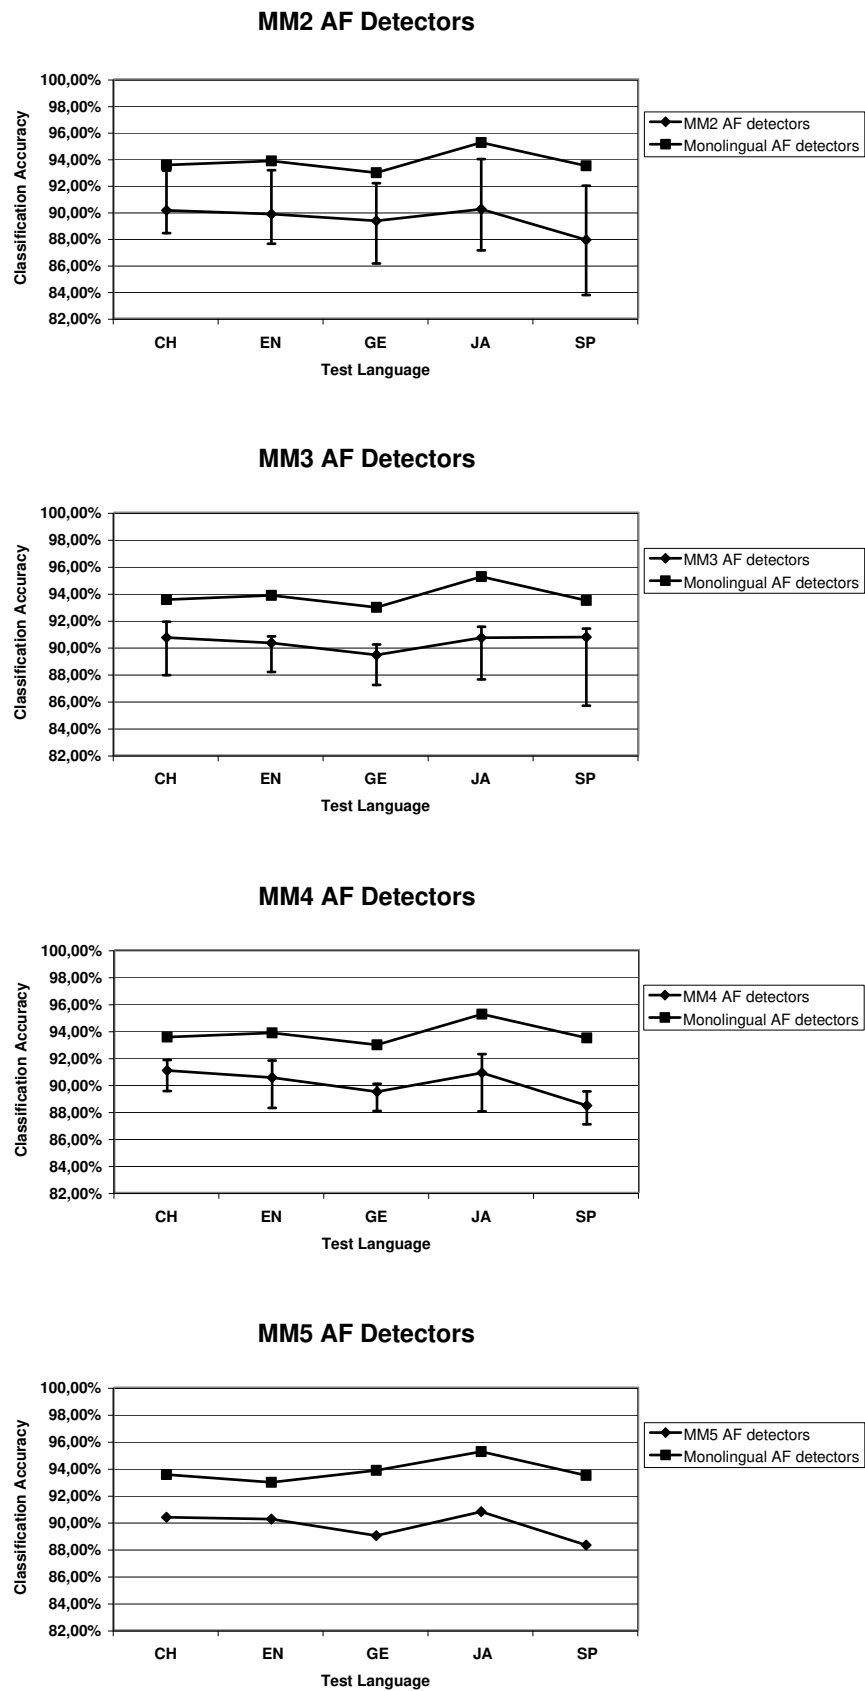 MM2 AF Detectors
100,00%
98,00%
96,00%
94,00%
92,00%
90,00%
88,00%
86,00%
84,00%
82,00%
Classification Accuracy
CH EN GE JA SP
Test Language
MM2 AF detectors
Monolingual AF detectors
MM3 AF Detectors
100,00%
98,00%
96,00%
94,00%
92,00%
90,00%
88,00%
86,00%
84,00%
82,00%
Classification Accuracy
CH EN GE JA SP
Test Language
MM3 AF detectors
Monolingual AF detectors
MM4 AF Detectors
100,00%
98,00%
96,00%
94,00%
92,00%
90,00%
88,00%
86,00%
84,00%
82,00%
Classification Accuracy
CH EN GE JA SP
Test Language
MM4 AF detectors
Monolingual AF detectors
MM5 AF Detectors
100,00%
98,00%
96,00%
94,00%
92,00%
90,00%
88,00%
86,00%
84,00%
82,00%
Classification Accuracy
CH EN GE JA SP
Test Language
MM5 AF detectors
Monolingual AF detectors